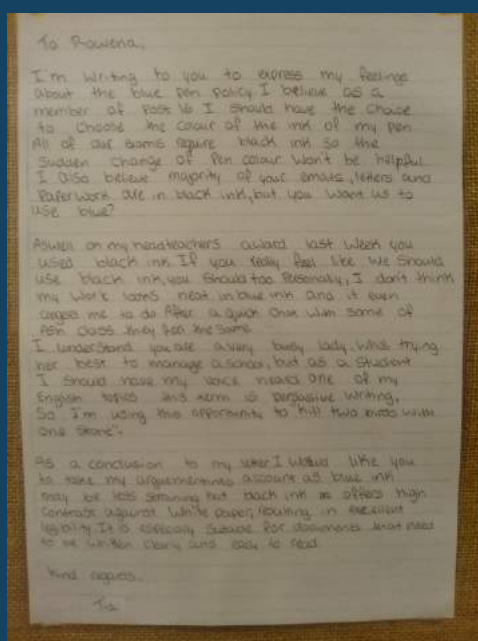 To Rowena,
I'm writing to you to express my feelings
about the blue pen policy. I believe as a
member of Post 16 I should have the choice
to choose the colour of the ink of my pen
All of our exams require black ink so the
sudden change of pen colour won't be helpful
I also believe majority of your emails, letters and
paperwork are in black ink, but you want us to
use blue?
Aswell on my headteachers award last week you
used black ink. If you really feel like we should
use black ink, you should too. Personally, I don't think
my work looks neat in blue ink and it even
me to do After a quick chat with some of
class they feel the same
I understand you are a very busy lady, whos trying
her best to manage a school, but as a student
I should have my voice heard one of my
English topics this term is persuasive writing.
So I'm using this opportunity to "kill two birds with
one stone".
As a conclusion to my letter I would like you
to take my account as blue ink
may be less straining but black ink offers high
contrast against white paper, resulting in excellent
legibility. It is especially suitable for documents that need
to be written clearly and easy to read
Kind regards..
Tia